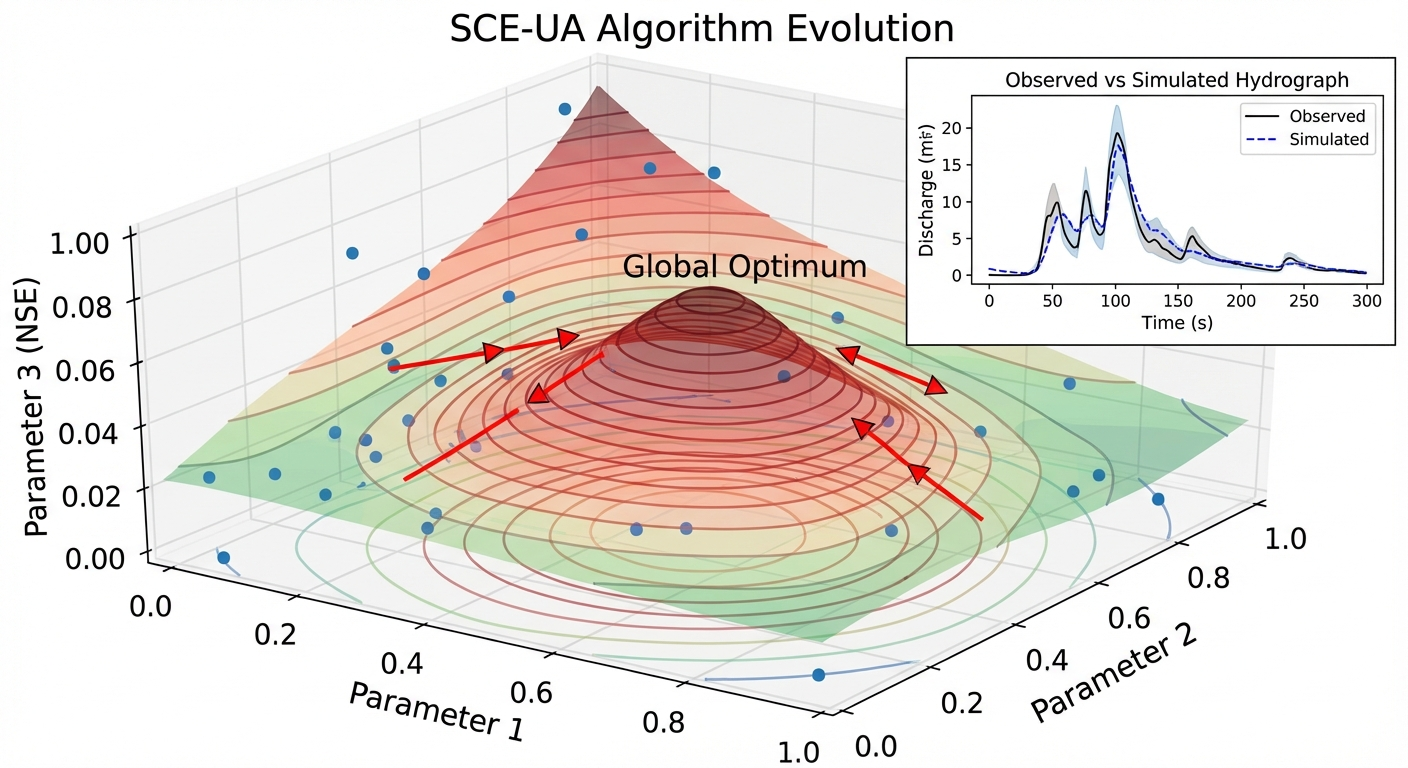 SCE-UA Algorithm Evolution
Observed vs Simulated Hydrograph
Observed
Simulated
Discharge
20
15
10
5
0
0 50 100 150 200 250 300
Time (s)
Global Optimum
Parameter 3 (NSE)
1.00
0.08
0.06
0.04
0.02
0.00
0.0 0.2 0.4 0.6 0.8 1.0
Parameter 1
0.0 0.2 0.4 0.6 0.8 1.0
Parameter 2